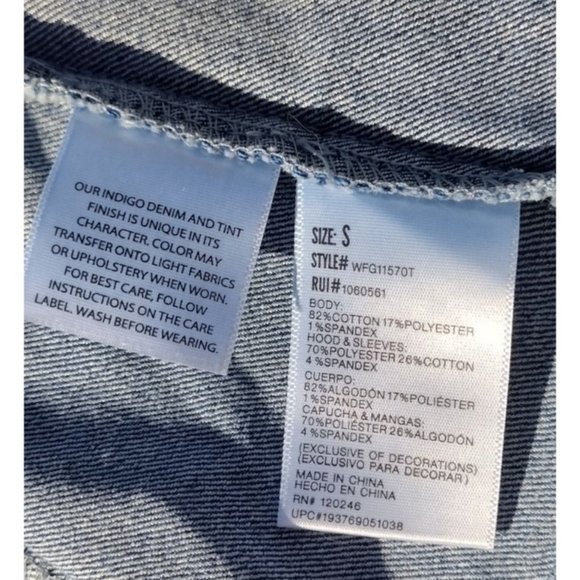 OUR INDIGO DENIM AND TINT
FINISH IS UNIQUE IN ITS
CHARACTER. COLOR MAY
TRANSFER ONTO LIGHT FABRICS
OR UPHOLSTERY WHEN WORN.
FOR BEST CARE, FOLLOW
INSTRUCTIONS ON THE CARE
LABEL. WASH BEFORE WEARING.
SIZE: S
STYLE# WFG11570T
RUI#1060561
BODY:
82%COTTON 17%POLYESTER
1%SPANDEX
HOOD & SLEEVES:
70%POLYESTER 26%COTTON
4%SPANDEX
CUERPO:
82%ALGODÓN 17%POLIÉSTER
1%SPANDEX
CAPUCHA & MANGAS:
70%POLIÉSTER 26%ALGODÓN
4%SPANDEX
(EXCLUSIVE OF DECORATIONS)
(EXCLUSIVO PARA DECORAR)
MADE IN CHINA
HECHO EN CHINA
RN# 120246
UPC#193769051038